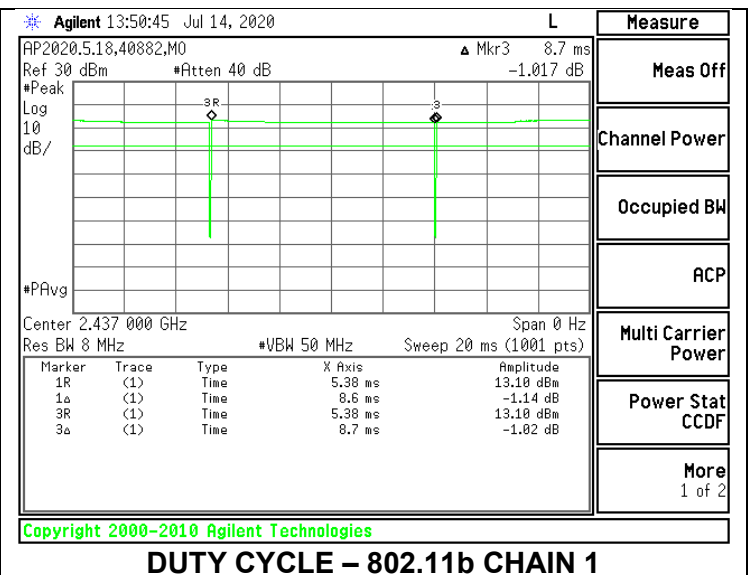 Agilent 13:50:45 Jul 14, 2020 L
AP2020.5.18,40882,MO
Δ Mkr3 8.7 ms
Ref 30 dBm #Atten 40 dB -1.017 dB
#Peak
Log
10
dB/
3R
3
#PAvg
Center 2.437 000 GHz Span 0 Hz
Res BW 8 MHz #VBW 50 MHz Sweep 20 ms (1001 pts)
Marker Trace Type X Axis Amplitude
1R (1) Time 5.38 ms 13.10 dBm
1Δ (1) Time 8.6 ms -1.14 dB
3R (1) Time 5.38 ms 13.10 dBm
3Δ (1) Time 8.7 ms -1.02 dB
Measure
Meas Off
Channel Power
Occupied BW
ACP
Multi Carrier
Power
Power Stat
CCDF
More
1 of 2
Copyright 2000-2010 Agilent Technologies
DUTY CYCLE – 802.11b CHAIN 1